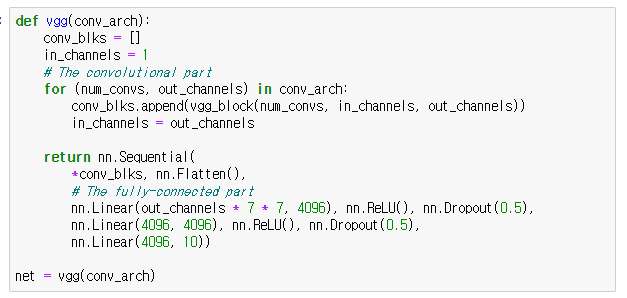 def vgg(conv_arch):
    conv_blks = []
    in_channels = 1
    # The convolutional part
    for (num_convs, out_channels) in conv_arch:
        conv_blks.append(vgg_block(num_convs, in_channels, out_channels))
        in_channels = out_channels

    return nn.Sequential(
        *conv_blks, nn.Flatten(),
        # The fully-connected part
        nn.Linear(out_channels * 7 * 7, 4096), nn.ReLU(), nn.Dropout(0.5),
        nn.Linear(4096, 4096), nn.ReLU(), nn.Dropout(0.5),
        nn.Linear(4096, 10))

net = vgg(conv_arch)